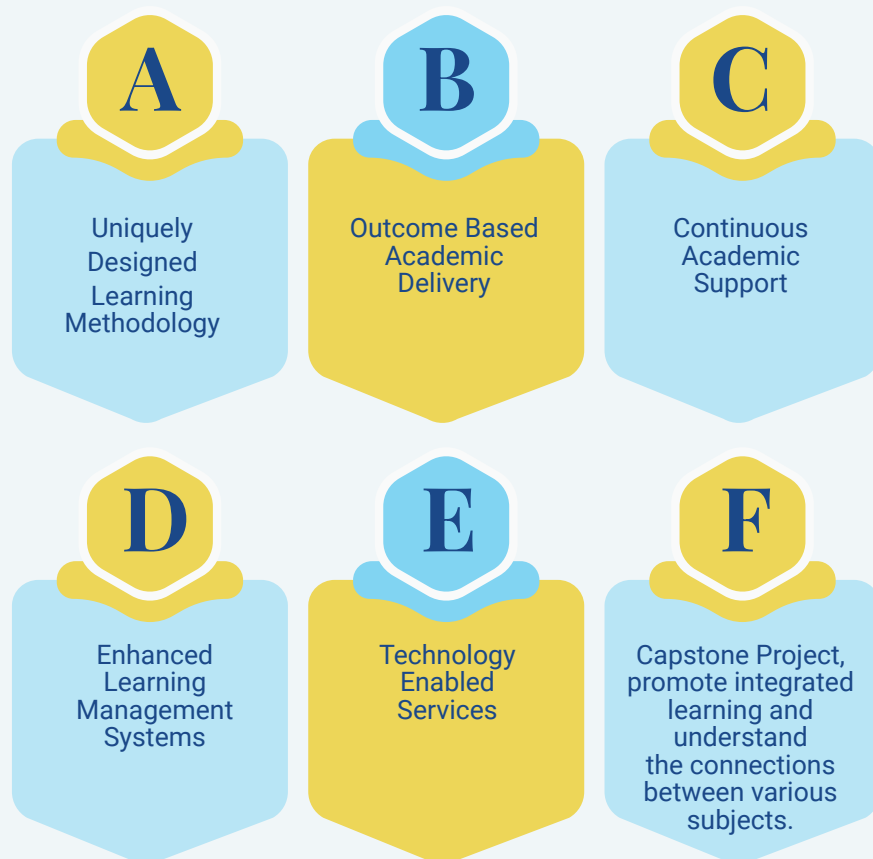 A
Uniquely
Designed
Learning
Methodology
B
Outcome Based
Academic
Delivery
C
Continuous
Academic
Support
D
Enhanced
Learning
Management
Systems
E
Technology
Enabled
Services
F
Capstone Project,
promote integrated
learning and
understand
the connections
between various
subjects.